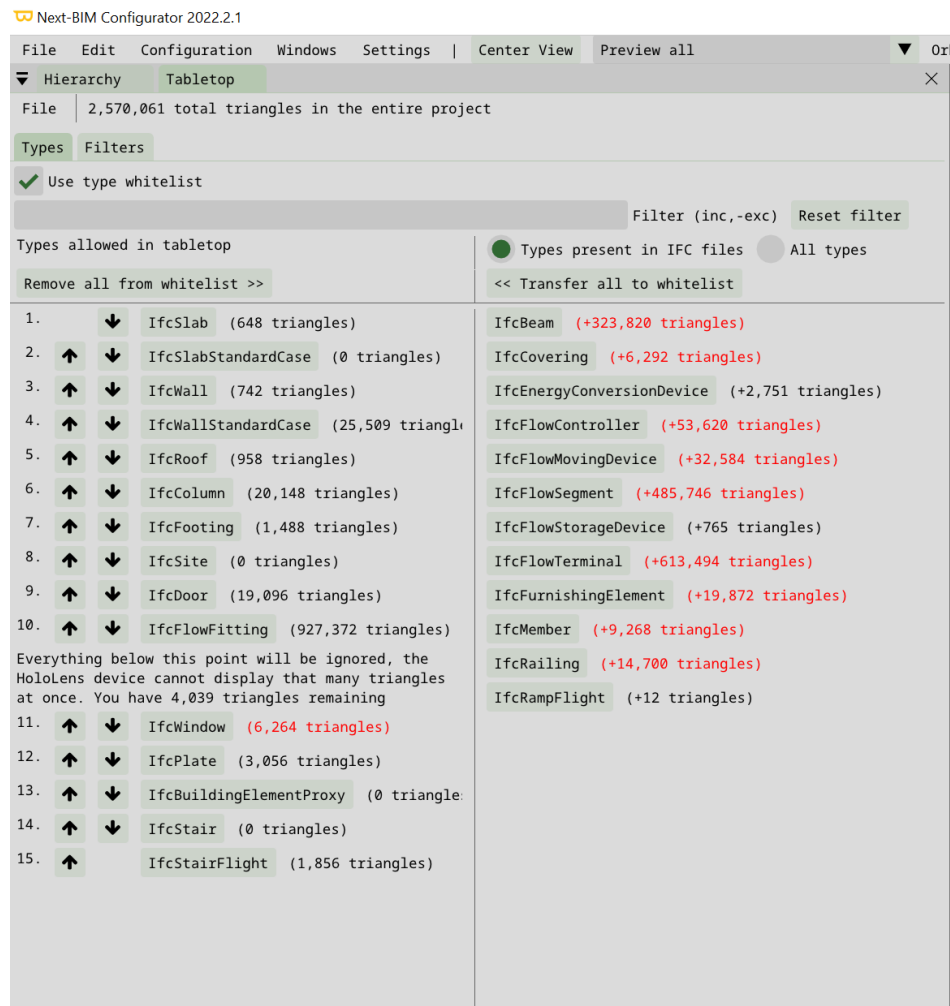 Next-BIM Configurator 2022.2.1
File Edit Configuration Windows Settings | Center View Preview all Or
Hierarchy Tabletop
File 2,570,061 total triangles in the entire project
Types Filters
Use type whitelist
Filter (inc,-exc) Reset filter
Types allowed in tabletop
Types present in IFC files All types
Remove all from whitelist >>
<< Transfer all to whitelist
1. IfcSlab (648 triangles)
2. IfcSlabStandardCase (0 triangles)
3. IfcWall (742 triangles)
4. IfcWallStandardCase (25,509 triangle
5. IfcRoof (958 triangles)
6. IfcColumn (20,148 triangles)
7. IfcFooting (1,488 triangles)
8. IfcSite (0 triangles)
9. IfcDoor (19,096 triangles)
10. IfcFlowFitting (927,372 triangles)
Everything below this point will be ignored, the
HoloLens device cannot display that many triangles
at once. You have 4,039 triangles remaining
11. IfcWindow (6,264 triangles)
12. IfcPlate (3,056 triangles)
13. IfcBuildingElementProxy (0 triangle
14. IfcStair (0 triangles)
15. IfcStairFlight (1,856 triangles)
IfcBeam (+323,820 triangles)
IfcCovering (+6,292 triangles)
IfcEnergyConversionDevice (+2,751 triangles)
IfcFlowController (+53,620 triangles)
IfcFlowMovingDevice (+32,584 triangles)
IfcFlowSegment (+485,746 triangles)
IfcFlowStorageDevice (+765 triangles)
IfcFlowTerminal (+613,494 triangles)
IfcFurnishingElement (+19,872 triangles)
IfcMember (+9,268 triangles)
IfcRailing (+14,700 triangles)
IfcRampFlight (+12 triangles)